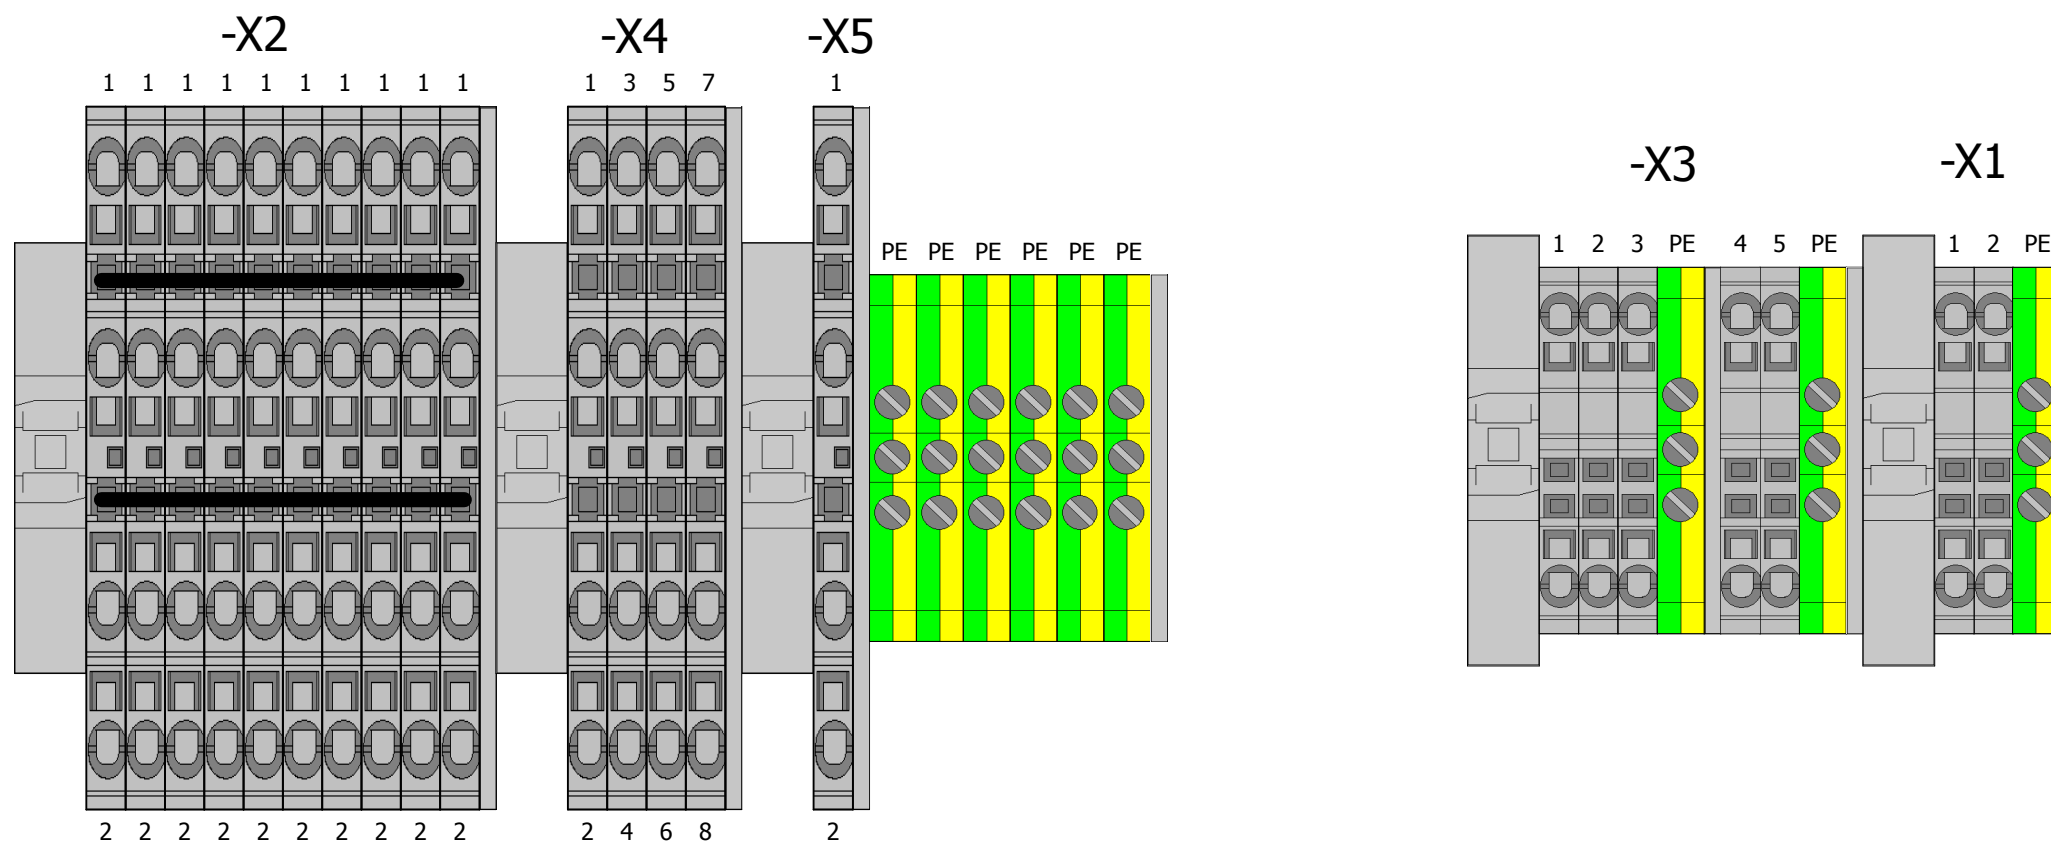 -X2 -X4 -X5
1 1 1 1 1 1 1 1 1 1 1 3 5 7 1
-X3 -X1
PE PE PE PE PE PE 1 2 3 PE 4 5 PE 1 2 PE
2 2 2 2 2 2 2 2 2 2 2 4 6 8 2